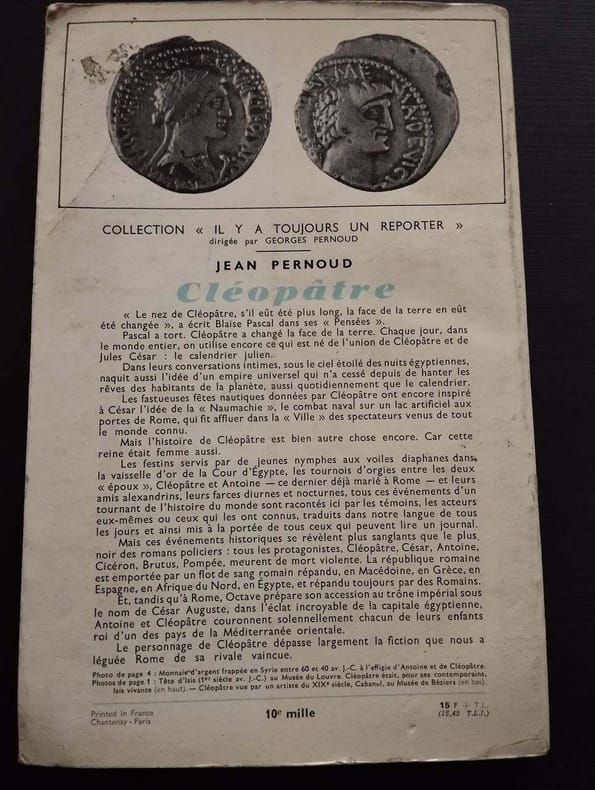 COLLECTION « IL Y A TOUJOURS UN REPORTER »
dirigée par GEORGES PERNOUD
JEAN PERNOUD
Cléopâtre
« Le nez de Cléopâtre, s'il eût été plus long, la face de la terre en eût
été changée », a écrit Blaise Pascal dans ses « Pensées ».
Pascal a tort. Cléopâtre a changé la face de la terre. Chaque jour, dans
le monde entier, on utilise encore ce qui est né de l'union de Cléopâtre et de
Jules César : le calendrier julien.
Dans leurs conversations intimes, sous le ciel étoilé des nuits égyptiennes,
naquit aussi l'idée d'un empire universel qui n'a cessé depuis de hanter les
rêves des habitants de la planète, aussi quotidiennement que le calendrier.
Les fastueuses fêtes nautiques données par Cléopâtre ont encore inspiré
à César l'idée de la « Naumachie », le combat naval sur un lac artificiel aux
portes de Rome, qui fit affluer dans la « Ville » des spectateurs venus de tout
le monde connu.
Mais l'histoire de Cléopâtre est bien autre chose encore. Car cette
reine était femme aussi.
Les festins servis par de jeunes nymphes aux voiles diaphanes dans
la vaisselle d'or de la Cour d'Égypte, les tournois d'orgies entre les deux
« époux », Cléopâtre et Antoine — ce dernier déjà marié à Rome — et leurs
amis alexandrins, leurs farces diurnes et nocturnes, tous ces événements d'un
tournant de l'histoire du monde sont racontés ici par les témoins, les acteurs
eux-mêmes ou ceux qui les ont connus, traduits dans notre langue de tous
les jours et ainsi mis à la portée de tous ceux qui peuvent lire un journal.
Mais ces événements historiques se révèlent plus sanglants que le plus
noir des romans policiers : tous les protagonistes, Cléopâtre, César, Antoine,
Cicéron, Brutus, Pompée, meurent de mort violente. La république romaine
est emportée par un flot de sang romain répandu, en Macédoine, en Grèce, en
Espagne, en Afrique du Nord, en Égypte, et répandu toujours par des Romains.
Et, tandis qu'à Rome, Octave prépare son accession au trône impérial sous
le nom de César Auguste, dans l'éclat incroyable de la capitale égyptienne,
Antoine et Cléopâtre couronnent solennellement chacun de leurs enfants
roi d'un des pays de la Méditerranée orientale.
Le personnage de Cléopâtre dépasse largement la fiction que nous a
léguée Rome de sa rivale vaincue.
Photo de page 4 : Monnaie d'argent frappée en Syrie entre 60 et 40 av. J.-C. à l'effigie d'Antoine et de Cléopâtre.
Photos de page 1 : Tête d'Isis (1er siècle av. J.-C.) au Musée du Louvre. Cléopâtre était, pour ses contemporains,
Isis vivante (en haut). — Cléopâtre vue par un artiste du XIXe siècle, Cabanel, au Musée de Béziers (en bas).
Printed in France
Chantenay - Paris
10e mille
15 F + T.L.
(15,45 T.L.I.)